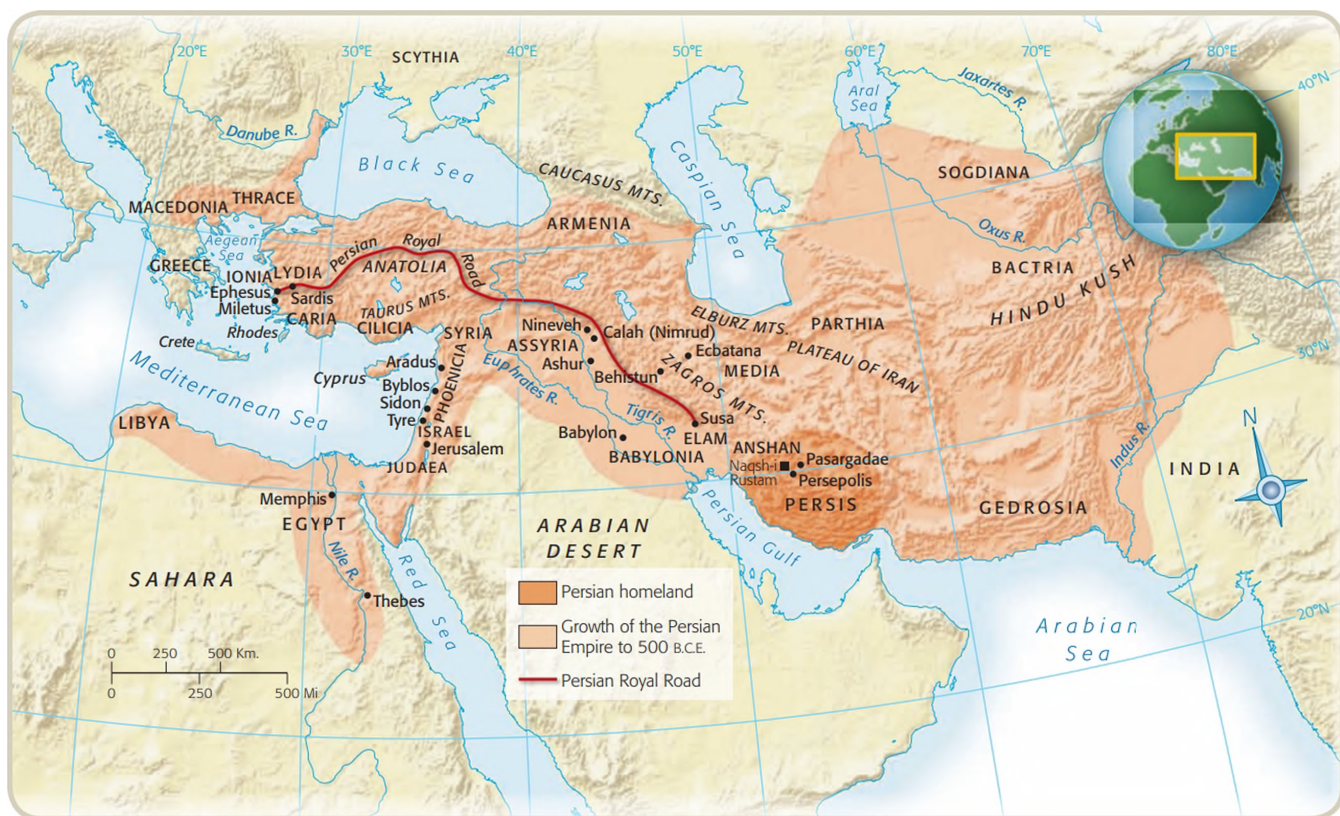 20°E
30°E
40°E
50°E
60°E
70°E
80°E
40°N
SCYTHIA
Aral
Sea
Jaxartes R.
Danube R.
Black Sea
CAUCASUS MTS.
Caspian Sea
SOGDIANA
MACEDONIA
THRACE
ARMENIA
Oxus R.
Aegean
Sea
Persian
Royal
Road
GREECE
IONIA
LYDIA
ANATOLIA
BACTRIA
HINDU KUSH
Ephesus
Sardis
Miletus
CARIA
TAURUS MTS.
CILICIA
Rhodes
Crete
SYRIA
Nineveh
Calah (Nimrud)
ELBURZ MTS.
PARTHIA
ASSYRIA
Ashur
Ecbatana
MEDIA
PLATEAU OF IRAN
30°N
Mediterranean Sea
Cyprus
Aradus
PHOENICIA
Euphrates R.
Behistun
ZAGROS MTS.
Byblos
Sidon
Tyre
Tigris R.
Susa
LIBYA
ISRAEL
Jerusalem
Babylon
ELAM
BABYLONIA
ANSHAN
Indus R.
N
JUDAEA
Naqsh-i
Rustam
Pasargadae
Persepolis
INDIA
Memphis
EGYPT
PERSIS
GEDROSIA
Persian Gulf
ARABIAN
DESERT
Nile R.
Red Sea
SAHARA
Thebes
Persian homeland
Growth of the Persian
Empire to 500 B.C.E.
Persian Royal Road
20°N
Arabian
Sea
0 250 500 Km.
0 250 500 Mi